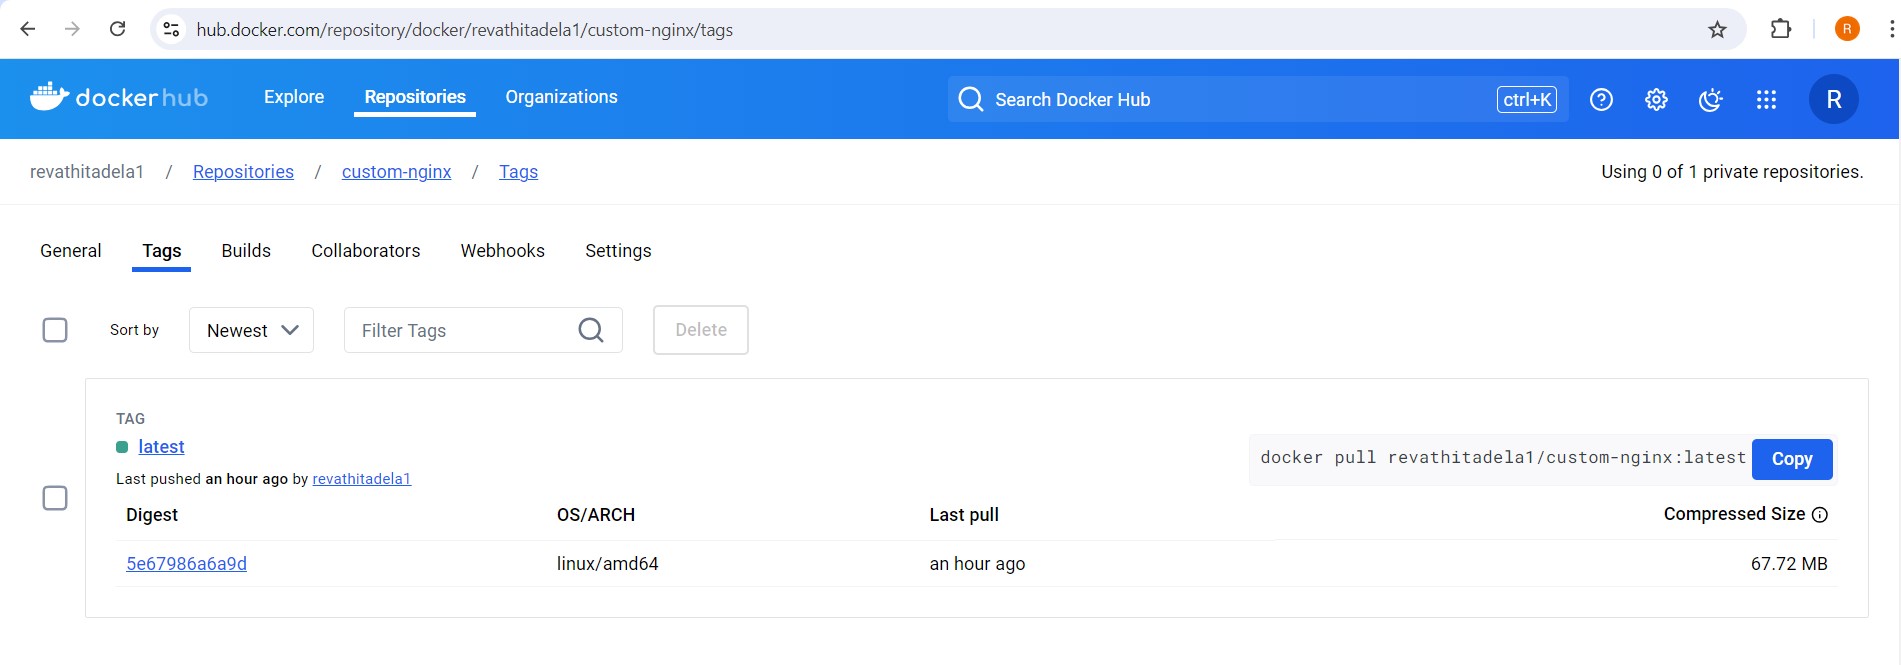 hub.docker.com/repository/docker/revathitadela1/custom-nginx/tags
R
dockerhub Explore Repositories Organizations Search Docker Hub ctrl+K R
revathitadela1 / Repositories / custom-nginx / Tags Using 0 of 1 private repositories.
General Tags Builds Collaborators Webhooks Settings
Sort by Newest Filter Tags Delete
TAG
latest
docker pull revathitadela1/custom-nginx:latest Copy
Last pushed an hour ago by revathitadela1
Digest OS/ARCH Last pull Compressed Size
5e67986a6a9d linux/amd64 an hour ago 67.72 MB